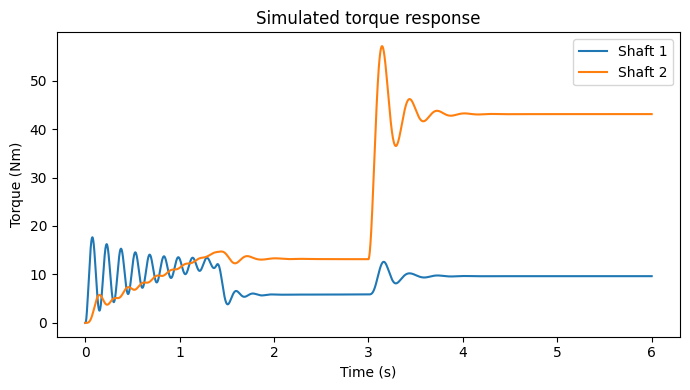 Simulated torque response
Torque (Nm)
50
40
30
20
10
0
Shaft 1
Shaft 2
0 1 2 3 4 5 6
Time (s)